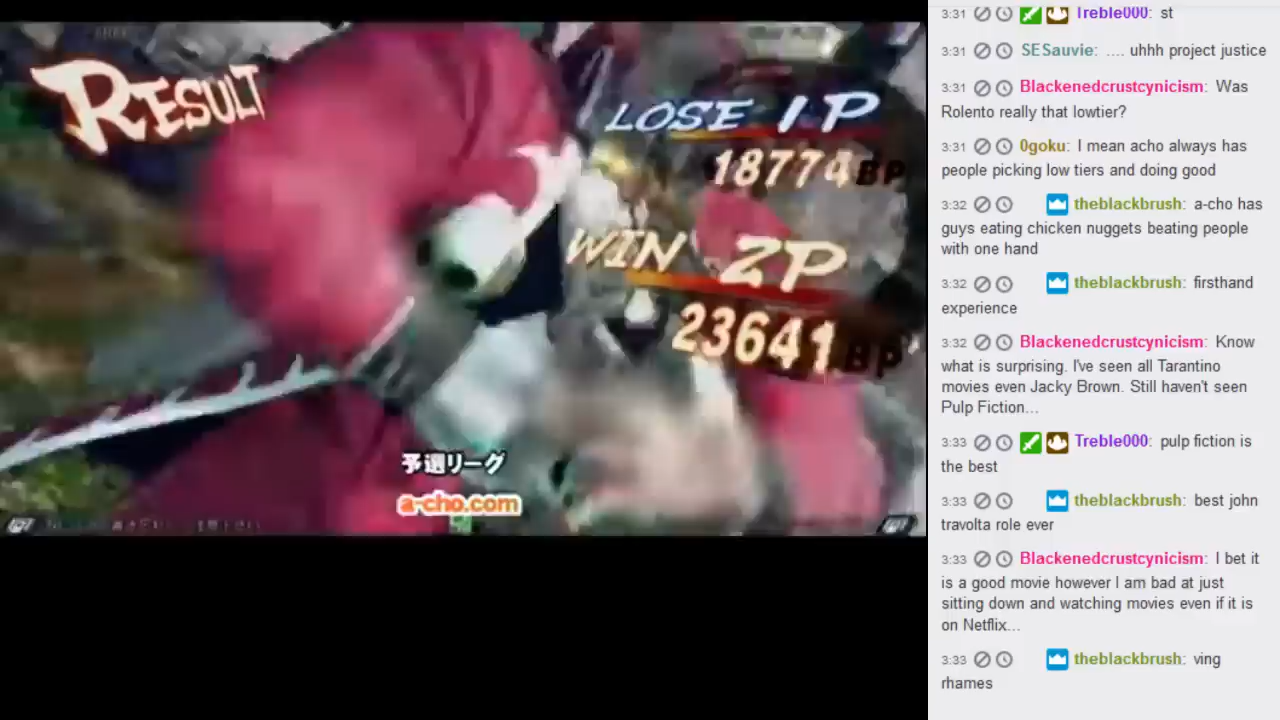 RESULT
LOSE 1P
18774BP
WIN 2P
23641BP
予選リーグ
a-cho.com
3:31 Treble000: st
3:31 SESauvie: .... uhhh project justice
3:31 Blackenedcrustcynicism: Was
Rolento really that lowtier?
3:31 0goku: I mean acho always has
people picking low tiers and doing good
3:32 theblackbrush: a-cho has
guys eating chicken nuggets beating people
with one hand
3:32 theblackbrush: firsthand
experience
3:32 Blackenedcrustcynicism: Know
what is surprising. I've seen all Tarantino
movies even Jacky Brown. Still haven't seen
Pulp Fiction...
3:33 Treble000: pulp fiction is
the best
3:33 theblackbrush: best john
travolta role ever
3:33 Blackenedcrustcynicism: I bet it
is a good movie however I am bad at just
sitting down and watching movies even if it is
on Netflix...
3:33 theblackbrush: ving
rhames